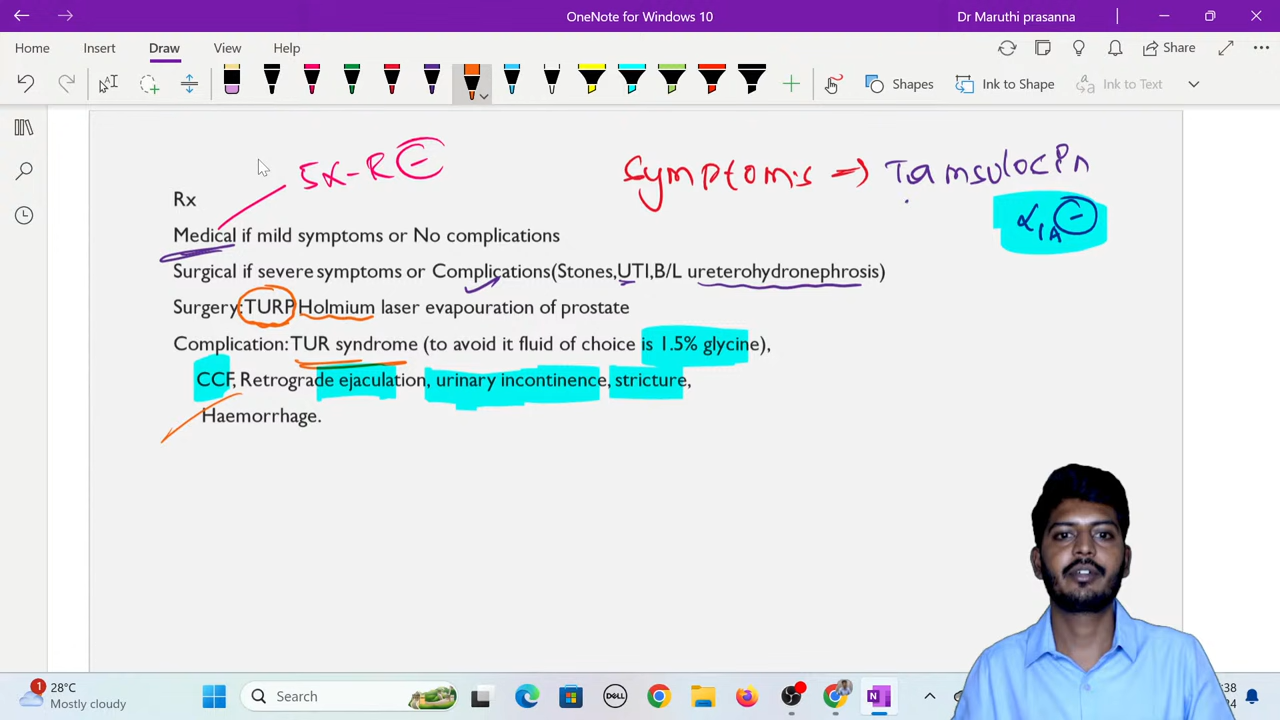 OneNote for Windows 10
Dr Maruthi prasanna
Home Insert Draw View Help
Share
Shapes
Ink to Shape
Ink to Text
5α-R (-)
Symptoms → Tamsulocin
α1A (-)
Rx
Medical if mild symptoms or No complications
Surgical if severe symptoms or Complications(Stones,UTI,B/L ureterohydronephrosis)
Surgery:TURP Holmium laser evapouration of prostate
Complication: TUR syndrome (to avoid it fluid of choice is 1.5% glycine),
CCF, Retrograde ejaculation, urinary incontinence, stricture,
Haemorrhage.
1
28°C
Mostly cloudy
Search
DELL